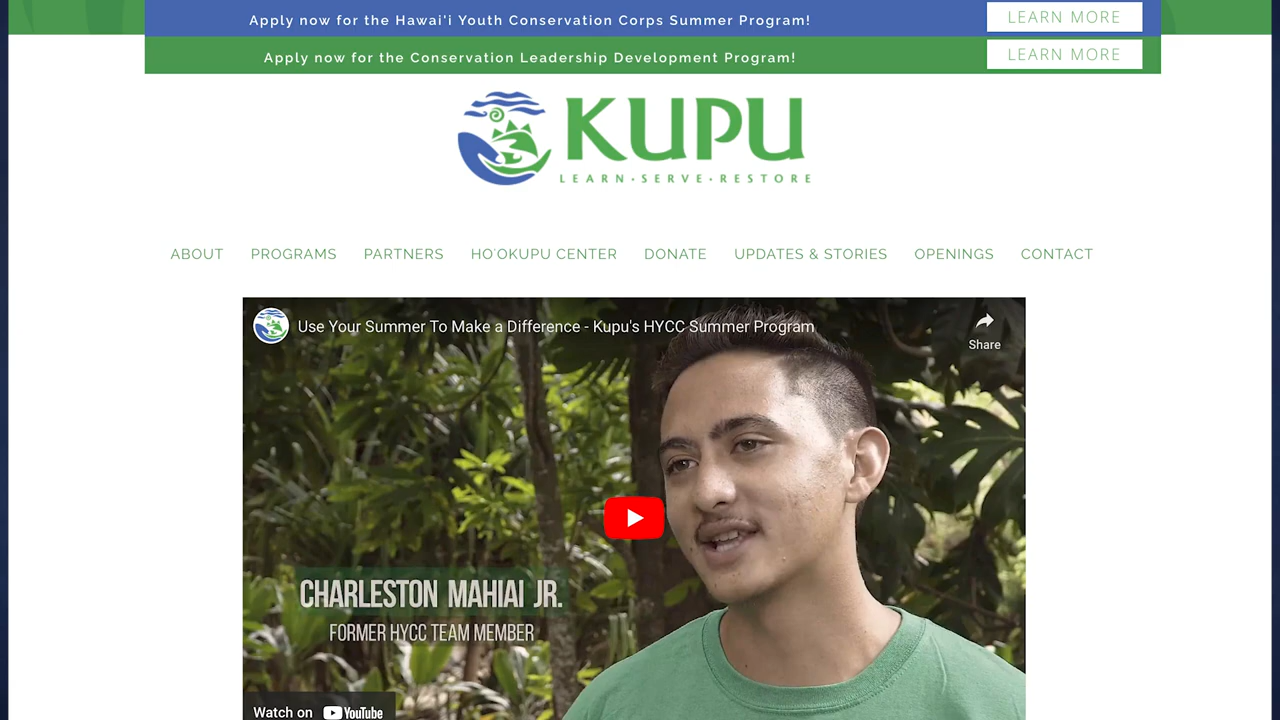 Apply now for the Hawai'i Youth Conservation Corps Summer Program!
LEARN MORE
Apply now for the Conservation Leadership Development Program!
LEARN MORE
KUPU
LEARN·SERVE·RESTORE
ABOUT PROGRAMS PARTNERS HO`OKUPU CENTER DONATE UPDATES & STORIES OPENINGS CONTACT
Use Your Summer To Make a Difference - Kupu's HYCC Summer Program
Share
CHARLESTON MAHIAI JR.
FORMER HYCC TEAM MEMBER
Watch on YouTube